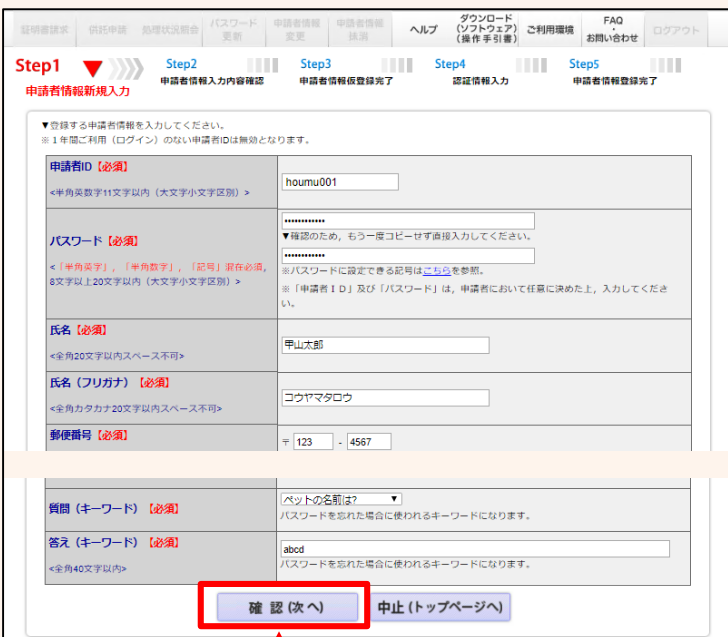 証明書請求 供託申請 処理状況照会 パスワード更新 申請者情報変更 申請者情報抹消 ヘルプ ダウンロード(ソフトウェア)(操作手引書) ご利用環境 FAQ・お問い合わせ ログアウト
Step1 Step2 Step3 Step4 Step5
申請者情報新規入力 申請者情報入力内容確認 申請者情報仮登録完了 認証情報入力 申請者情報登録完了
▼登録する申請者情報を入力してください。
※１年間ご利用（ログイン）のない申請者IDは無効となります。
申請者ID【必須】
<半角英数字11文字以内（大文字小文字区別）>
houmu001
パスワード【必須】
<「半角英字」，「半角数字」，「記号」混在必須，
8文字以上20文字以内（大文字小文字区別）>
••••••••••••
▼確認のため，もう一度コピーせず直接入力してください。
••••••••••••
※パスワードに設定できる記号はこちらを参照。
※「申請者ＩＤ」及び「パスワード」は，申請者において任意に決めた上，入力してくださ
い。
氏名【必須】
<全角20文字以内スペース不可>
甲山太郎
氏名（フリガナ）【必須】
<全角カタカナ20文字以内スペース不可>
コウヤマタロウ
郵便番号【必須】
〒 123 - 4567
質問（キーワード）【必須】
ペットの名前は? ▼
パスワードを忘れた場合に使われるキーワードになります。
答え（キーワード）【必須】
<全角40文字以内>
abcd
パスワードを忘れた場合に使われるキーワードになります。
確 認 (次 へ) 中止 (トップページへ)